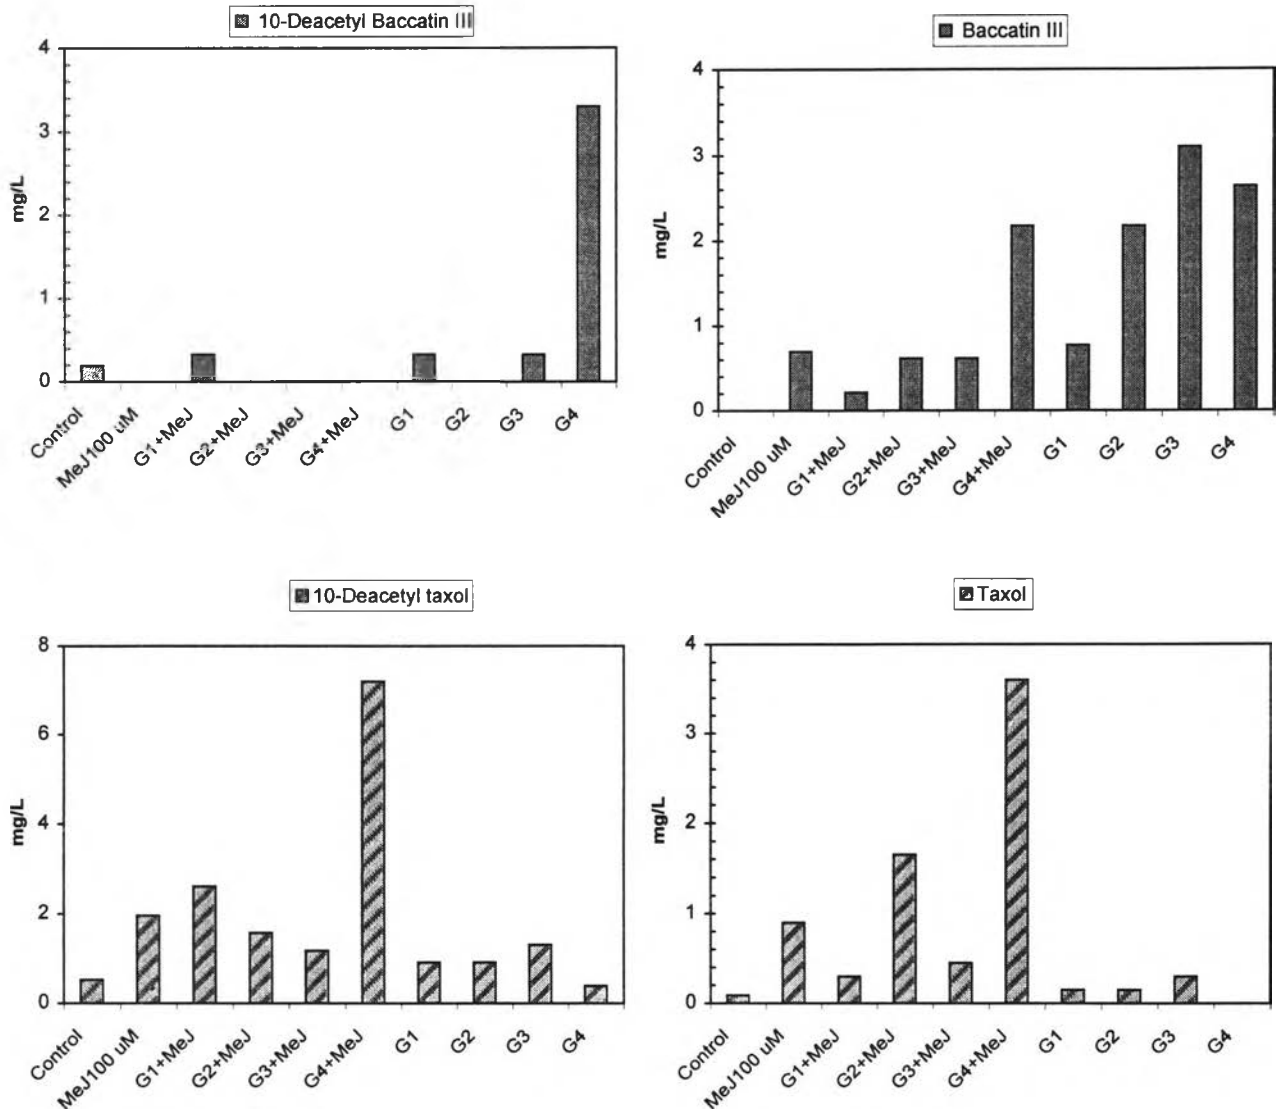 10-Deacetyl Baccatin III
4
3
2
1
0
mg/L
Control
MeJ100 uM
G1+MeJ
G2+MeJ
G3+MeJ
G4+MeJ
G1
G2
G3
G4
Baccatin III
4
3
2
1
0
mg/L
Control
MeJ100 uM
G1+MeJ
G2+MeJ
G3+MeJ
G4+MeJ
G1
G2
G3
G4
10-Deacetyl taxol
8
6
4
2
0
mg/L
Control
MeJ100 uM
G1+MeJ
G2+MeJ
G3+MeJ
G4+MeJ
G1
G2
G3
G4
Taxol
4
3
2
1
0
mg/L
Control
MeJ100 uM
G1+MeJ
G2+MeJ
G3+MeJ
G4+MeJ
G1
G2
G3
G4